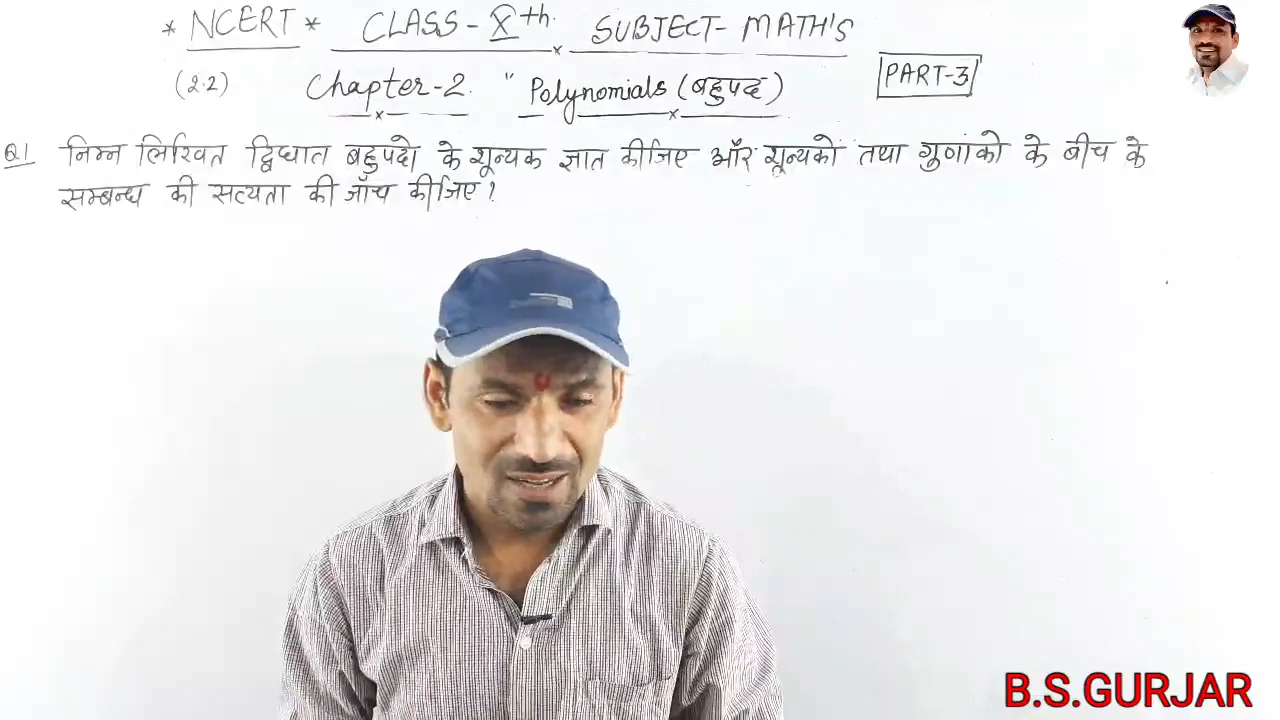 * NCERT * CLASS - Xth. SUBJECT - MATH'S
(2.2) Chapter-2. " Polynomials (बहुपद) PART-3
Q1 निम्न लिखित द्विघात बहुपदो के शून्यक ज्ञात कीजिए और शून्यको तथा गुणांको के बीच के
सम्बन्ध की सत्यता की जाँच कीजिए?
B.S.GURJAR